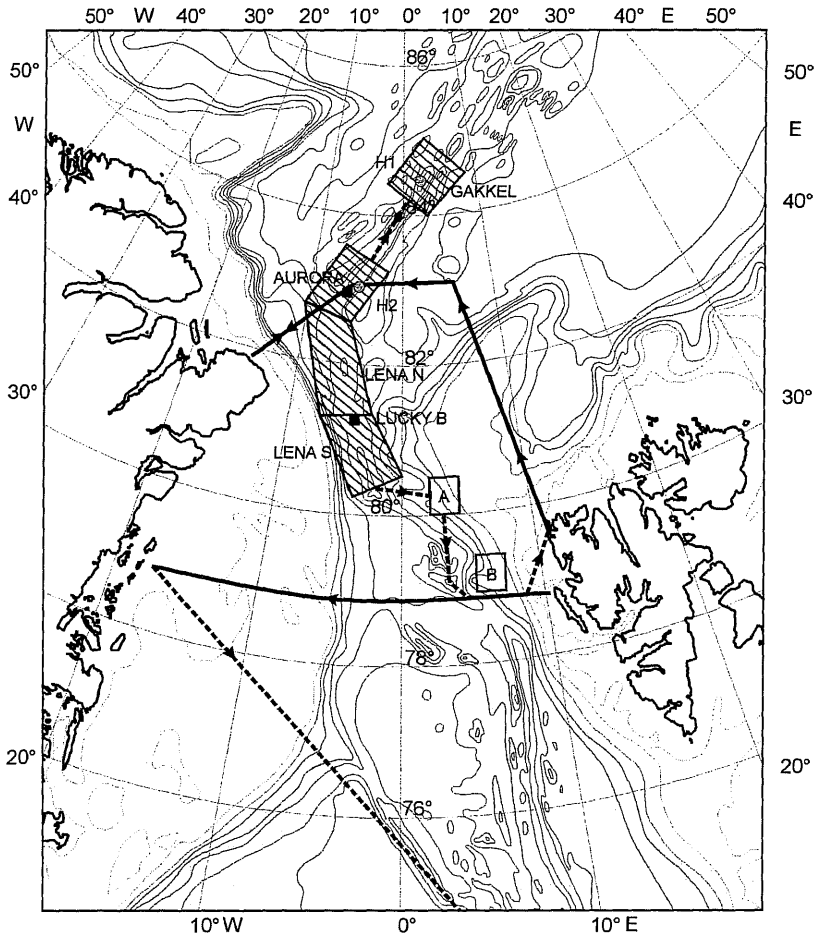 50° W 40° 30° 20° 10° 0° 10° 20° 30° 40° E 50°
50° 86° 50°
W E
H1
GAKKEL
40° 84° 40°
AURORA
H2
82°
LENA N
30° 30°
LUCKY B
LENA S
A
80°
B
78°
20° 20°
76°
10° W 0° 10° E